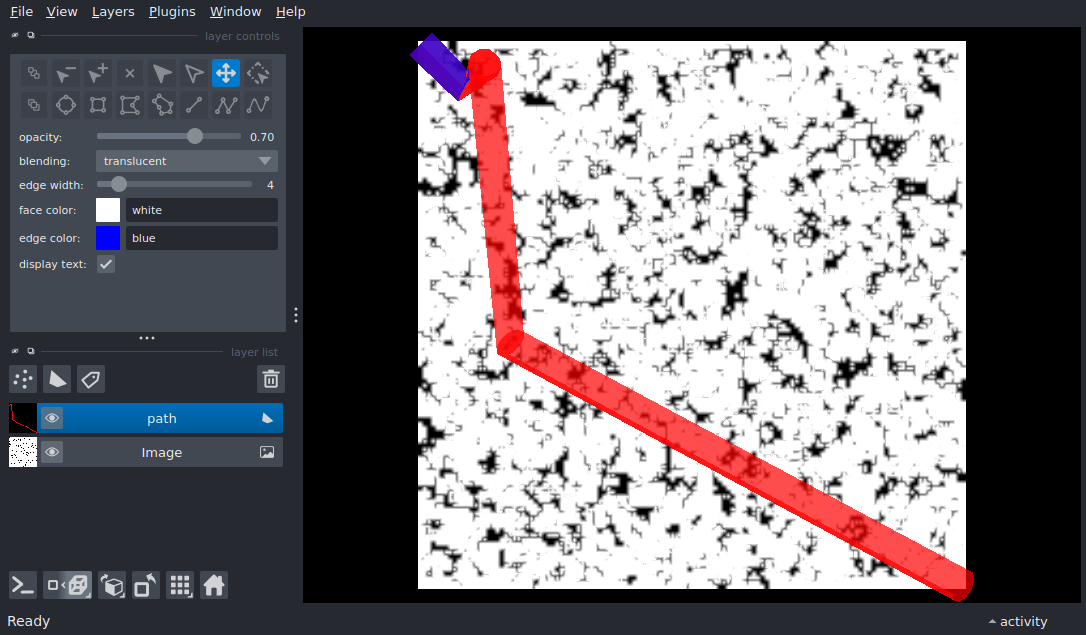 File View Layers Plugins Window Help
layer controls
opacity: 0.70
blending: translucent
edge width: 4
face color: white
edge color: blue
display text:
layer list
path
Image
Ready
activity